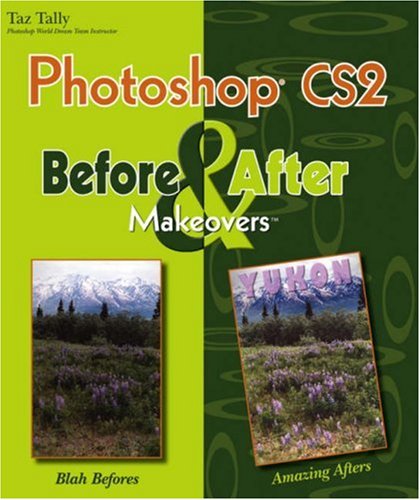 Taz Tally
Photoshop World Dream Team Instructor
Photoshop® CS2
Before & After
Makeovers™
YUKON
Blah Befores
Amazing Afters